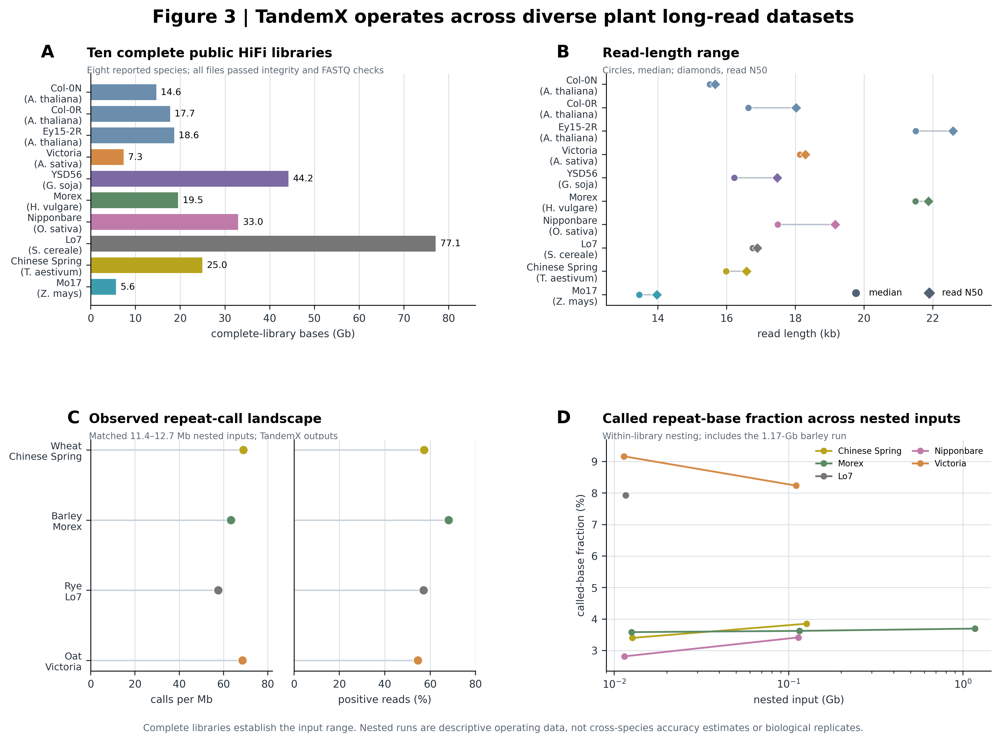 Figure 3 | TandemX operates across diverse plant long-read datasets
A
Ten complete public HiFi libraries
Eight reported species; all files passed integrity and FASTQ checks
Col-0N
(A. thaliana)
14.6
Col-0R
(A. thaliana)
17.7
Ey15-2R
(A. thaliana)
18.6
Victoria
(A. sativa)
7.3
YSD56
(G. soja)
44.2
Morex
(H. vulgare)
19.5
Nipponbare
(O. sativa)
33.0
Lo7
(S. cereale)
77.1
Chinese Spring
(T. aestivum)
25.0
Mo17
(Z. mays)
5.6
0 10 20 30 40 50 60 70 80
complete-library bases (Gb)
B
Read-length range
Circles, median; diamonds, read N50
Col-0N
(A. thaliana)
Col-0R
(A. thaliana)
Ey15-2R
(A. thaliana)
Victoria
(A. sativa)
YSD56
(G. soja)
Morex
(H. vulgare)
Nipponbare
(O. sativa)
Lo7
(S. cereale)
Chinese Spring
(T. aestivum)
Mo17
(Z. mays)
median read N50
14 16 18 20 22
read length (kb)
C
Observed repeat-call landscape
Matched 11.4–12.7 Mb nested inputs; TandemX outputs
Wheat
Chinese Spring
Barley
Morex
Rye
Lo7
Oat
Victoria
0 20 40 60 80
calls per Mb
0 20 40 60 80
positive reads (%)
D
Called repeat-base fraction across nested inputs
Within-library nesting; includes the 1.17-Gb barley run
Chinese Spring Nipponbare
Morex Victoria
Lo7
9
8
7
6
5
4
3
called-base fraction (%)
10⁻² 10⁻¹ 10⁰
nested input (Gb)
Complete libraries establish the input range. Nested runs are descriptive operating data, not cross-species accuracy estimates or biological replicates.